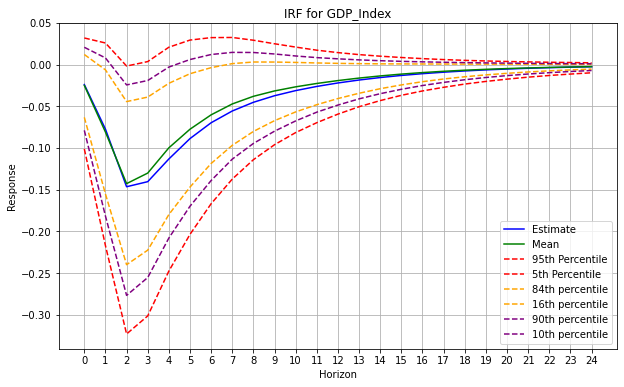 IRF for GDP_Index
0.05
0.00
−0.05
−0.10
−0.15
−0.20
−0.25
−0.30
Response
Estimate
Mean
95th Percentile
5th Percentile
84th percentile
16th percentile
90th percentile
10th percentile
0 1 2 3 4 5 6 7 8 9 10 11 12 13 14 15 16 17 18 19 20 21 22 23 24
Horizon